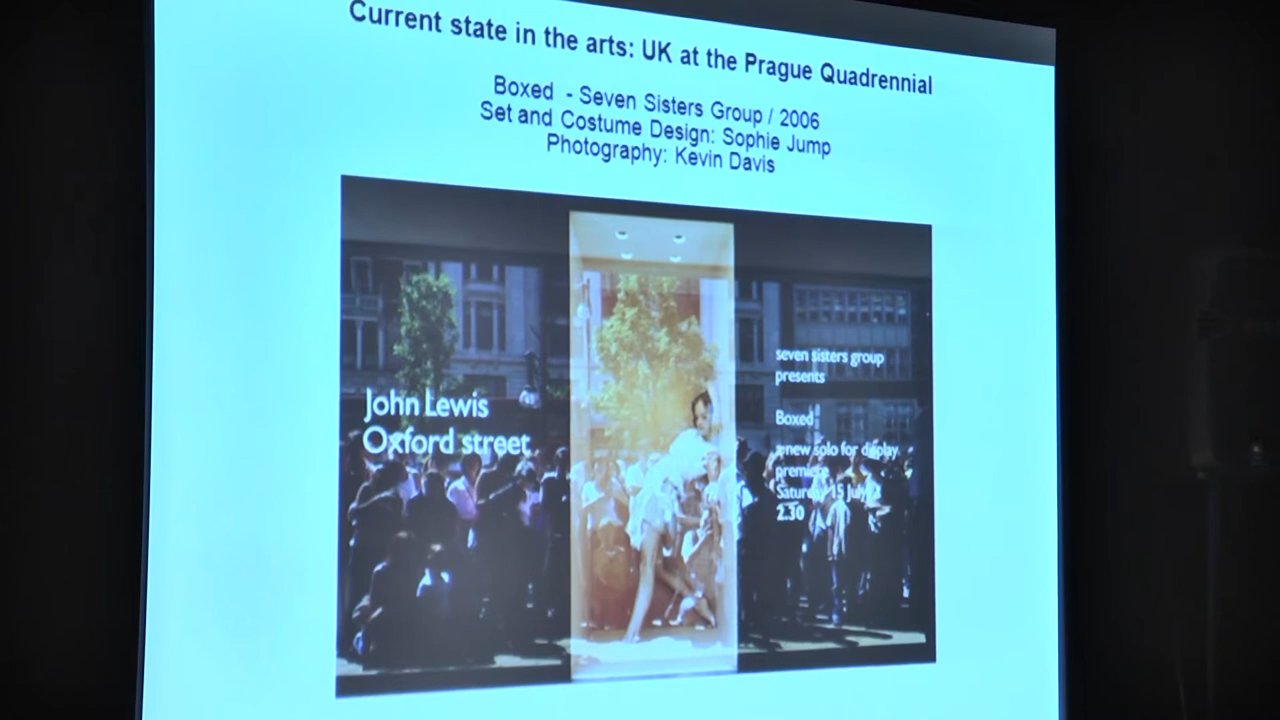 Current state in the arts: UK at the Prague Quadrennial
Boxed - Seven Sisters Group / 2006
Set and Costume Design: Sophie Jump
Photography: Kevin Davis
John Lewis
Oxford street
seven sisters group
presents
Boxed
a new solo for display
premiere
Saturday 15 July
2.30